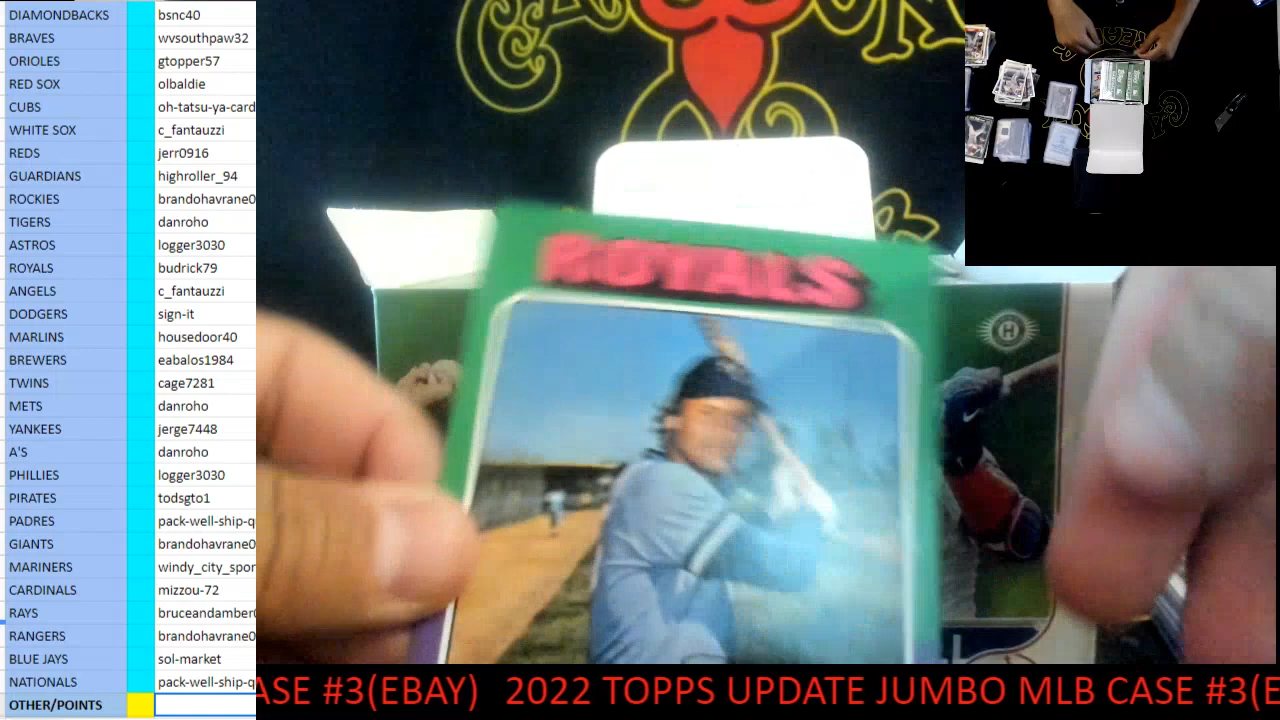 DIAMONDBACKS bsnc40
BRAVES wvsouthpaw32
ORIOLES gtopper57
RED SOX olbaldie
CUBS oh-tatsu-ya-card
WHITE SOX c_fantauzzi
REDS jerr0916
GUARDIANS highroller_94
ROCKIES brandohavrane0
TIGERS danroho
ASTROS logger3030
ROYALS budrick79
ANGELS c_fantauzzi
DODGERS sign-it
MARLINS housedoor40
BREWERS eabalos1984
TWINS cage7281
METS danroho
YANKEES jerge7448
A'S danroho
PHILLIES logger3030
PIRATES todsgto1
PADRES pack-well-ship-q
GIANTS brandohavrane0
MARINERS windy_city_spor
CARDINALS mizzou-72
RAYS bruceandamber
RANGERS brandohavrane0
BLUE JAYS sol-market
NATIONALS pack-well-ship-q
OTHER/POINTS
ROYALS
H
ASE #3(EBAY) 2022 TOPPS UPDATE JUMBO MLB CASE #3(E